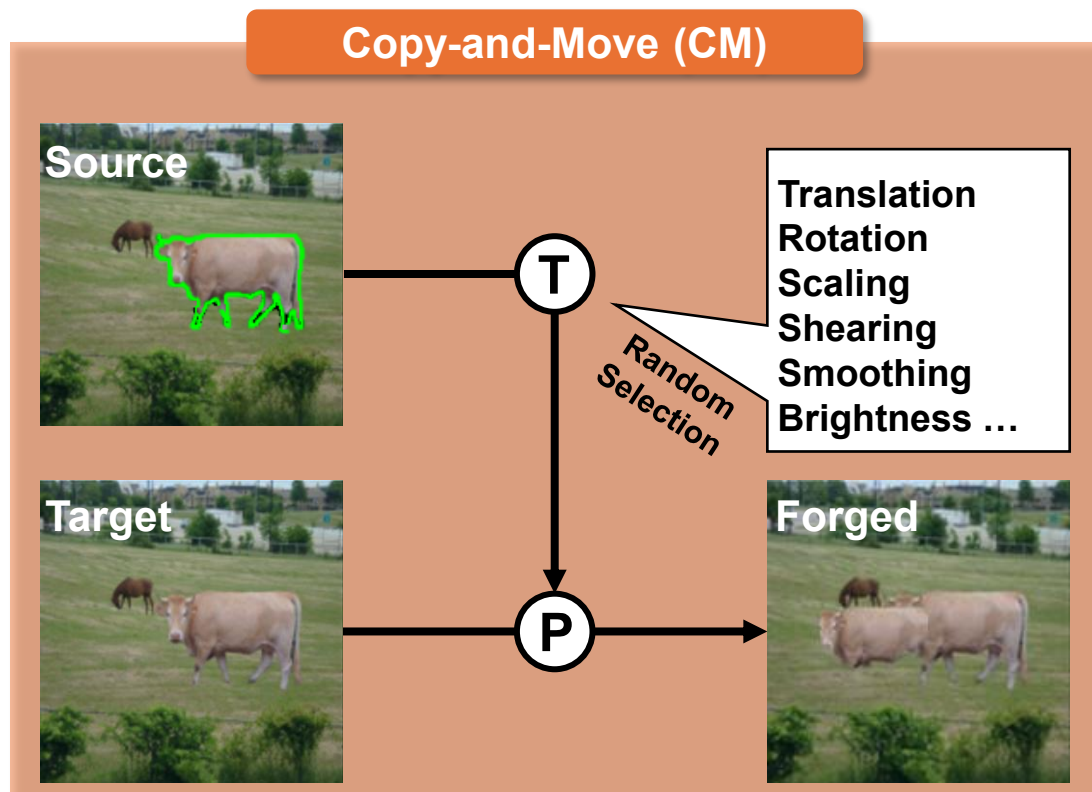 Copy-and-Move (CM)
Source
T
Translation
Rotation
Scaling
Shearing
Smoothing
Brightness …
Random
Selection
Target
P
Forged